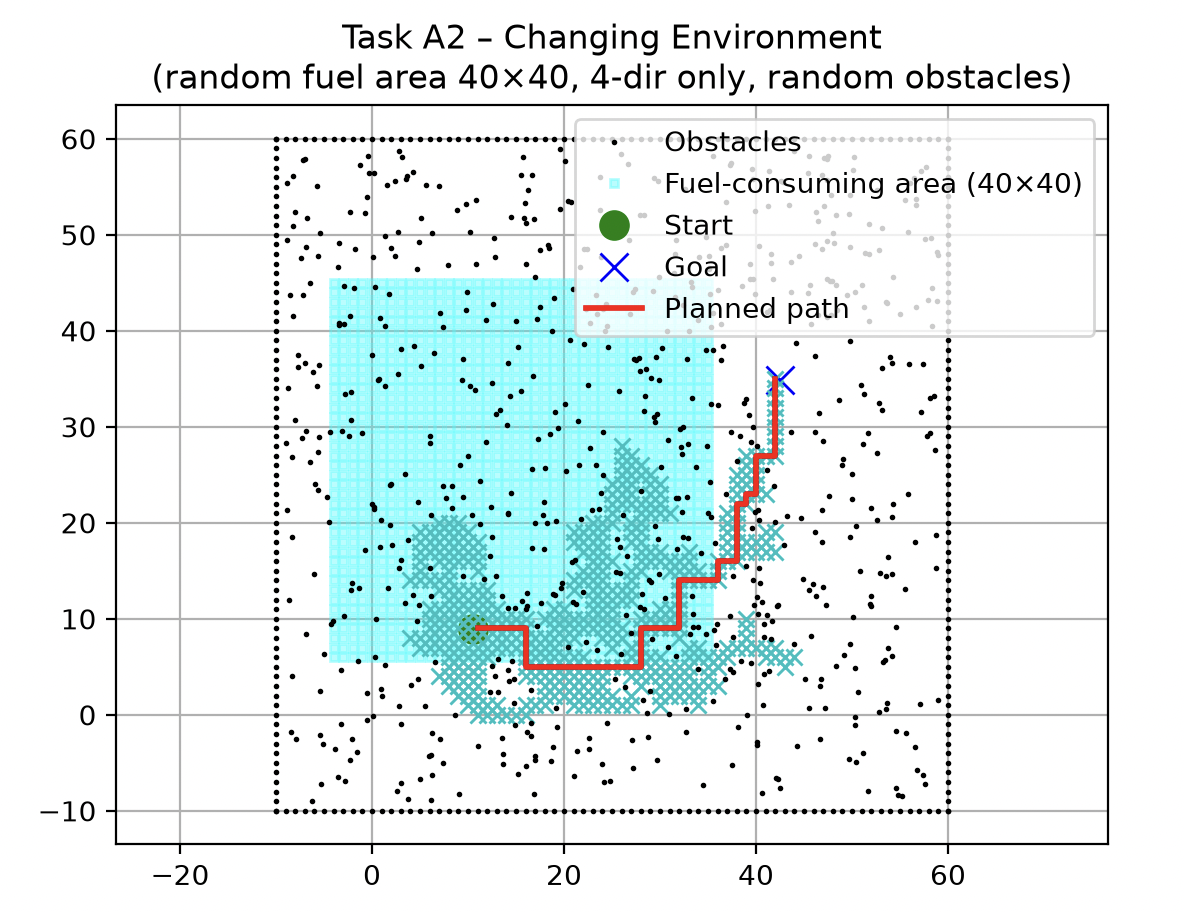 Task A2 – Changing Environment
(random fuel area 40×40, 4-dir only, random obstacles)
Obstacles
Fuel-consuming area (40×40)
Start
Goal
Planned path
60
50
40
30
20
10
0
−10
−20
0
20
40
60